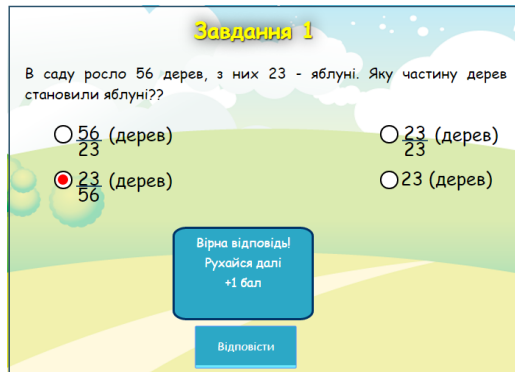 Завдання 1
В саду росло 56 дерев, з них 23 - яблуні. Яку частину дерев
становили яблуні??
56/23 (дерев)
23/23 (дерев)
23/56 (дерев)
23 (дерев)
Вірна відповідь!
Рухайся далі
+1 бал
Відповісти